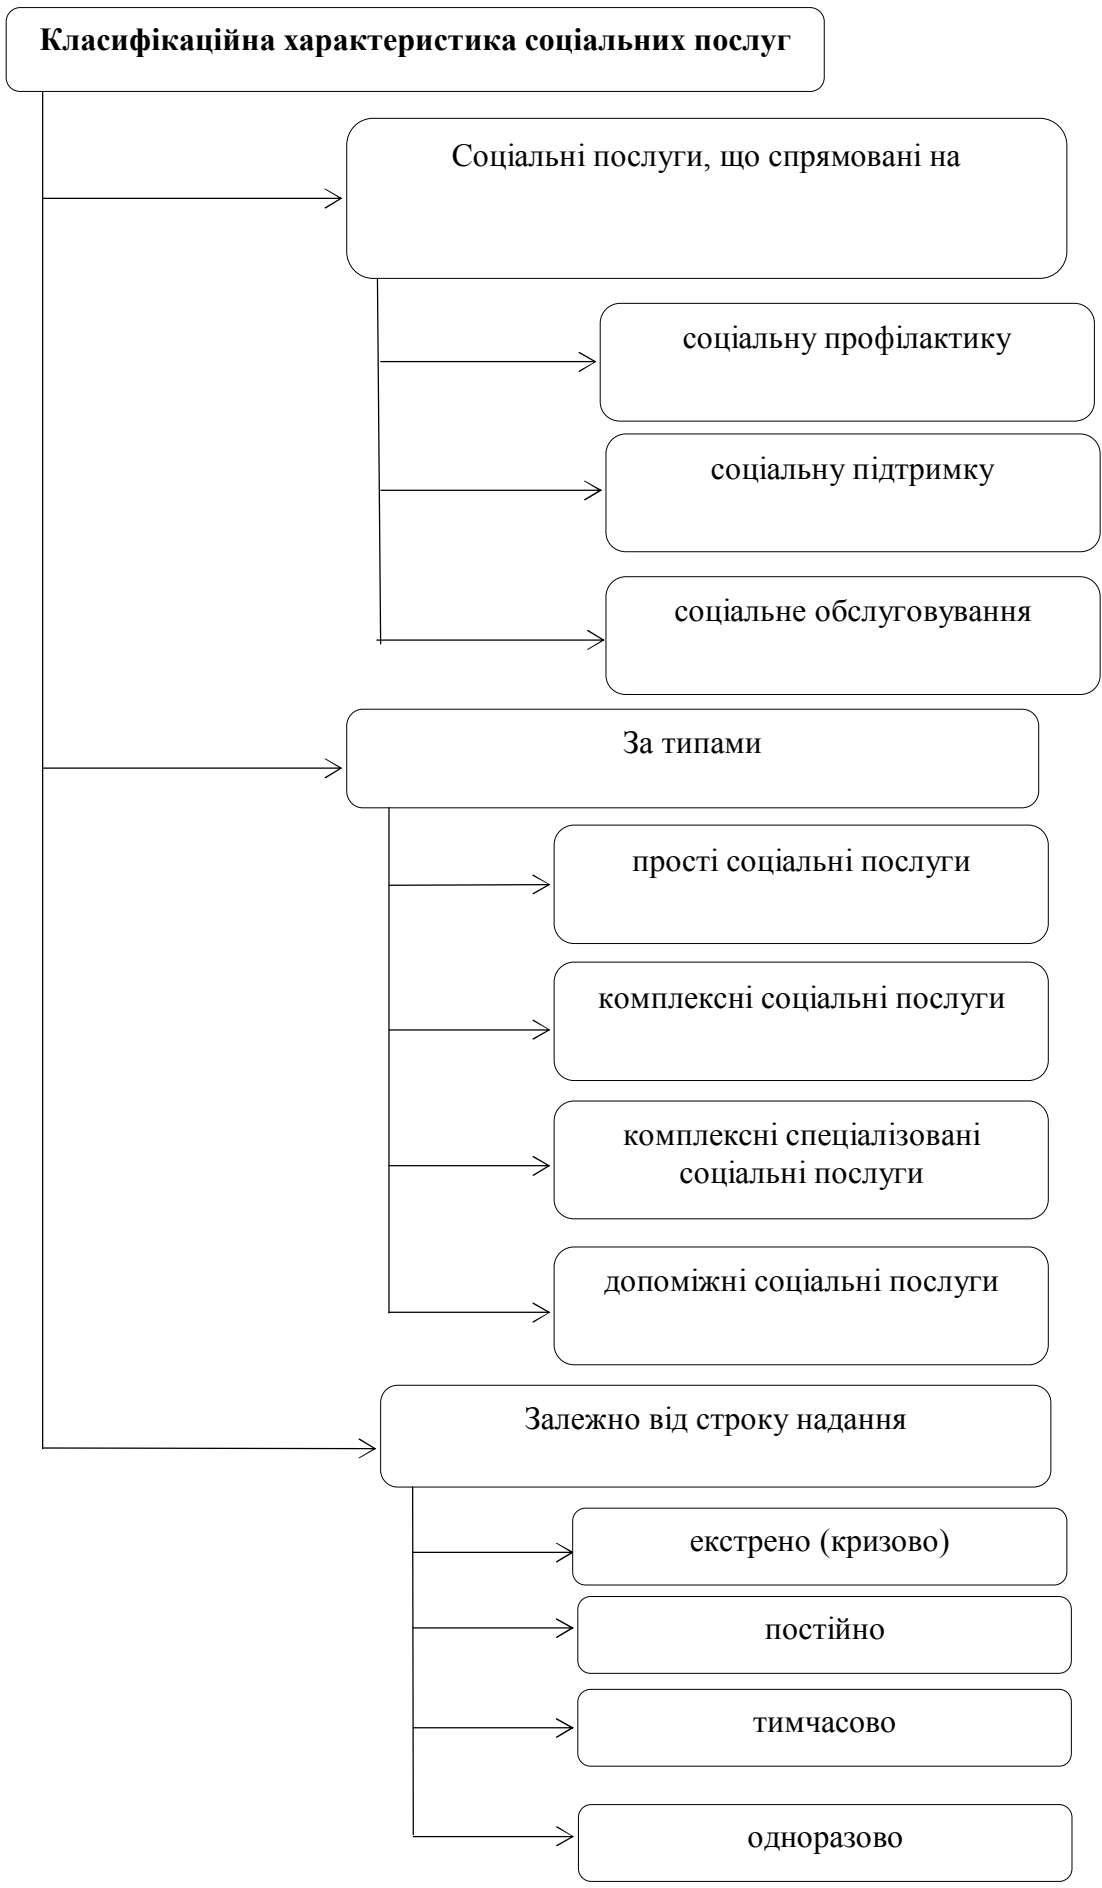 Класифікаційна характеристика соціальних послуг
Соціальні послуги, що спрямовані на
соціальну профілактику
соціальну підтримку
соціальне обслуговування
За типами
прості соціальні послуги
комплексні соціальні послуги
комплексні спеціалізовані
соціальні послуги
допоміжні соціальні послуги
Залежно від строку надання
екстрено (кризово)
постійно
тимчасово
одноразово